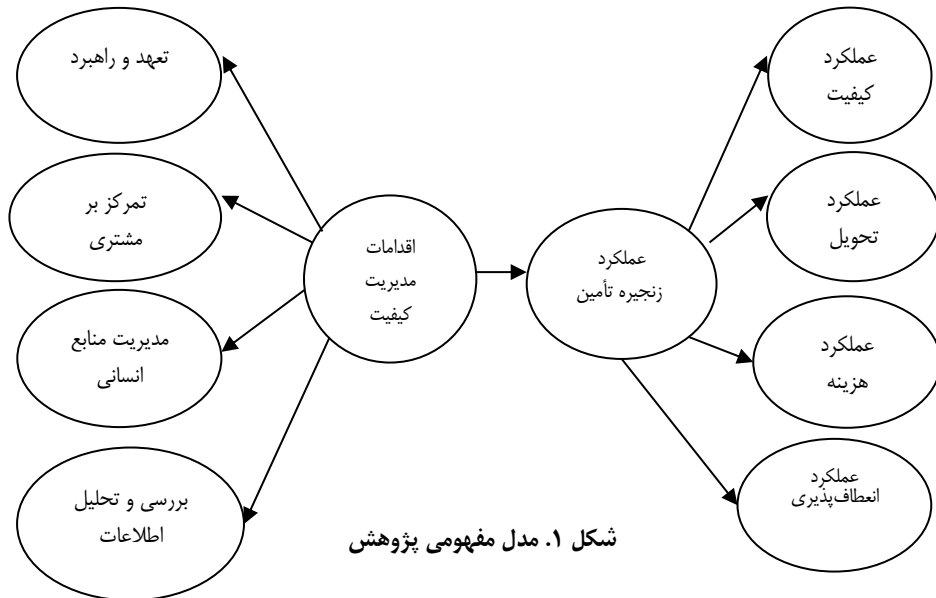 تعهد و راهبرد
تمرکز بر
مشتری
مدیریت منابع
انسانی
بررسی و تحلیل
اطلاعات
اقدامات
مدیریت
کیفیت
عملکرد
زنجیره تأمین
عملکرد
کیفیت
عملکرد
تحویل
عملکرد
هزینه
عملکرد
انعطاف‌پذیری
شکل ۱. مدل مفهومی پژوهش